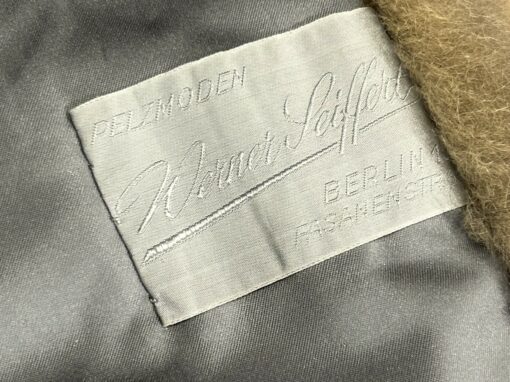 PELZMODEN
Werner Seiffert
BERLIN
FASANENSTR